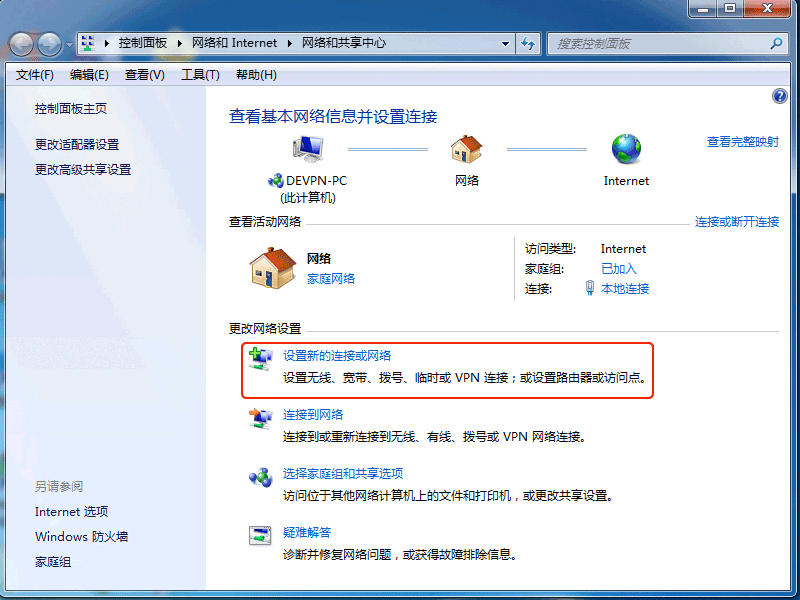 控制面板 ▸ 网络和 Internet ▸ 网络和共享中心
搜索控制面板
文件(F) 编辑(E) 查看(V) 工具(T) 帮助(H)
控制面板主页
更改适配器设置
更改高级共享设置
查看基本网络信息并设置连接
查看完整映射
DEVPN-PC
(此计算机)
网络
Internet
查看活动网络
连接或断开连接
网络
家庭网络
访问类型: Internet
家庭组: 已加入
连接: 本地连接
更改网络设置
设置新的连接或网络
设置无线、宽带、拨号、临时或 VPN 连接；或设置路由器或访问点。
连接到网络
连接到或重新连接到无线、有线、拨号或 VPN 网络连接。
选择家庭组和共享选项
访问位于其他网络计算机上的文件和打印机，或更改共享设置。
疑难解答
诊断并修复网络问题，或获得故障排除信息。
另请参阅
Internet 选项
Windows 防火墙
家庭组